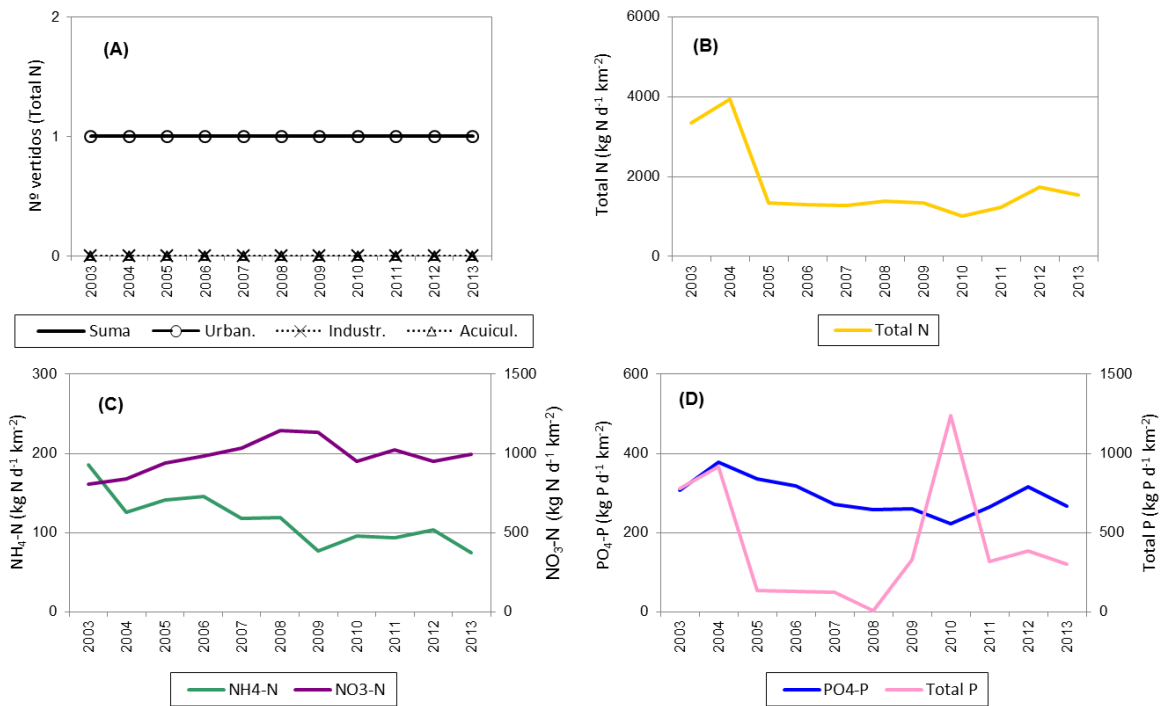 (A)
Nº vertidos (Total N)
2
1
0
2003 2004 2005 2006 2007 2008 2009 2010 2011 2012 2013
Suma Urban. Industr. Acuicul.
(B)
Total N (kg N d-1 km-2)
6000
4000
2000
0
2003 2004 2005 2006 2007 2008 2009 2010 2011 2012 2013
Total N
(C)
NH4-N (kg N d-1 km-2)
300
200
100
0
1500
1000
500
0
NO3-N (kg N d-1 km-2)
2003 2004 2005 2006 2007 2008 2009 2010 2011 2012 2013
NH4-N NO3-N
(D)
PO4-P (kg P d-1 km-2)
600
400
200
0
1500
1000
500
0
Total P (kg P d-1 km-2)
2003 2004 2005 2006 2007 2008 2009 2010 2011 2012 2013
PO4-P Total P